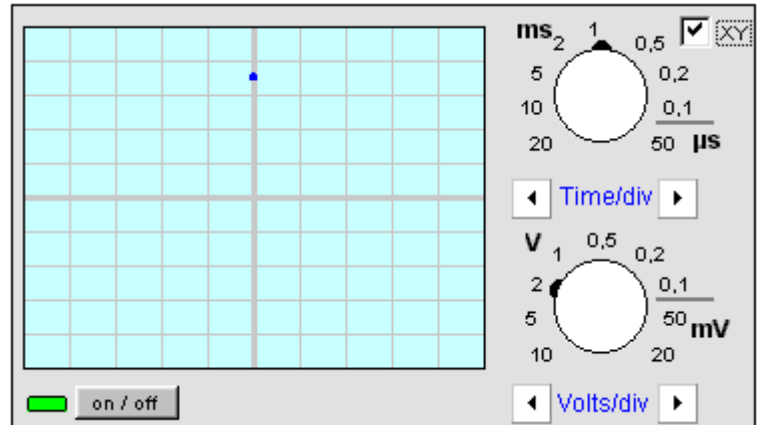 ms 2 1 0,5 XY
5 0,2
10 0,1
20 50 µs
Time/div
V 1 0,5 0,2
2 0,1
5 50 mV
10 20
on / off
Volts/div